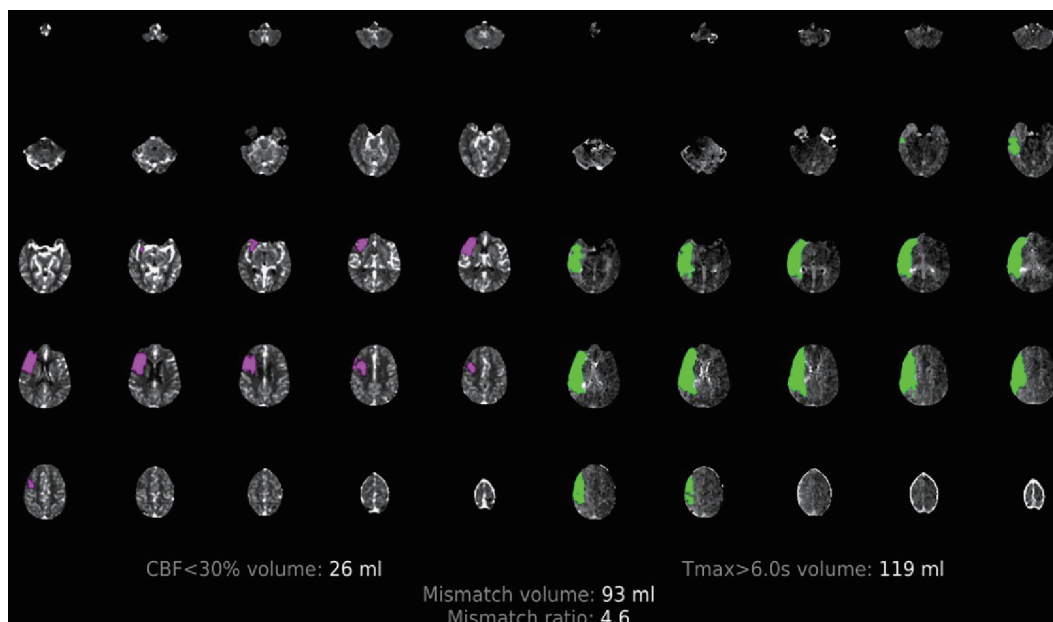 CBF<30% volume: 26 ml
Tmax>6.0s volume: 119 ml
Mismatch volume: 93 ml
Mismatch ratio: 4.6